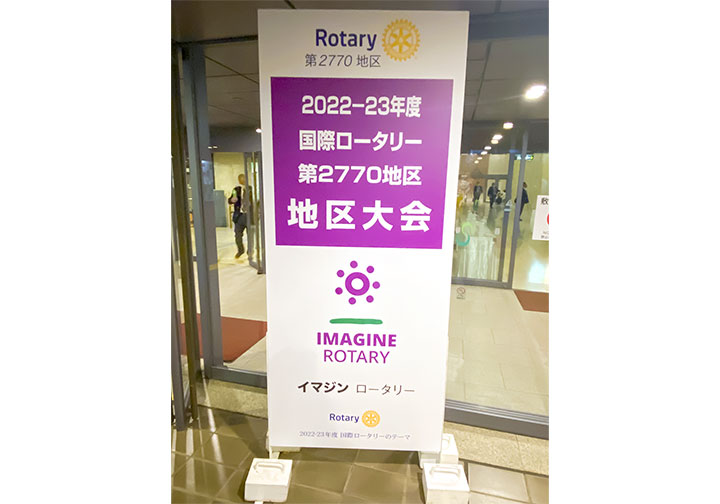 Rotary
第2770 地区
2022−23年度
国際ロータリー
第2770地区
地区大会
IMAGINE
ROTARY
イマジン ロータリー
Rotary
2022-23年度 国際ロータリーのテーマ